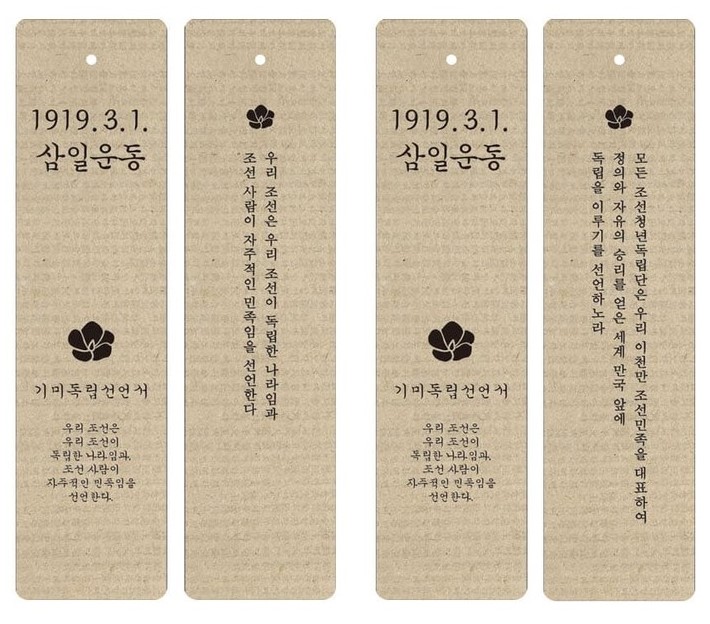 1919.3.1.
삼일운동
기미독립선언서
우리 조선은
우리 조선이
독립한 나라임과,
조선 사람이
자주적인 민족임을
선언한다.
우리 조선은 우리 조선이 독립한 나라임과
조선 사람이 자주적인 민족임을 선언한다
1919.3.1.
삼일운동
기미독립선언서
우리 조선은
우리 조선이
독립한 나라임과,
조선 사람이
자주적인 민족임을
선언한다.
모든 조선청년독립단은 우리 이천만 조선민족을 대표하여
정의와 자유의 승리를 얻은 세계 만국 앞에
독립을 이루기를 선언하노라